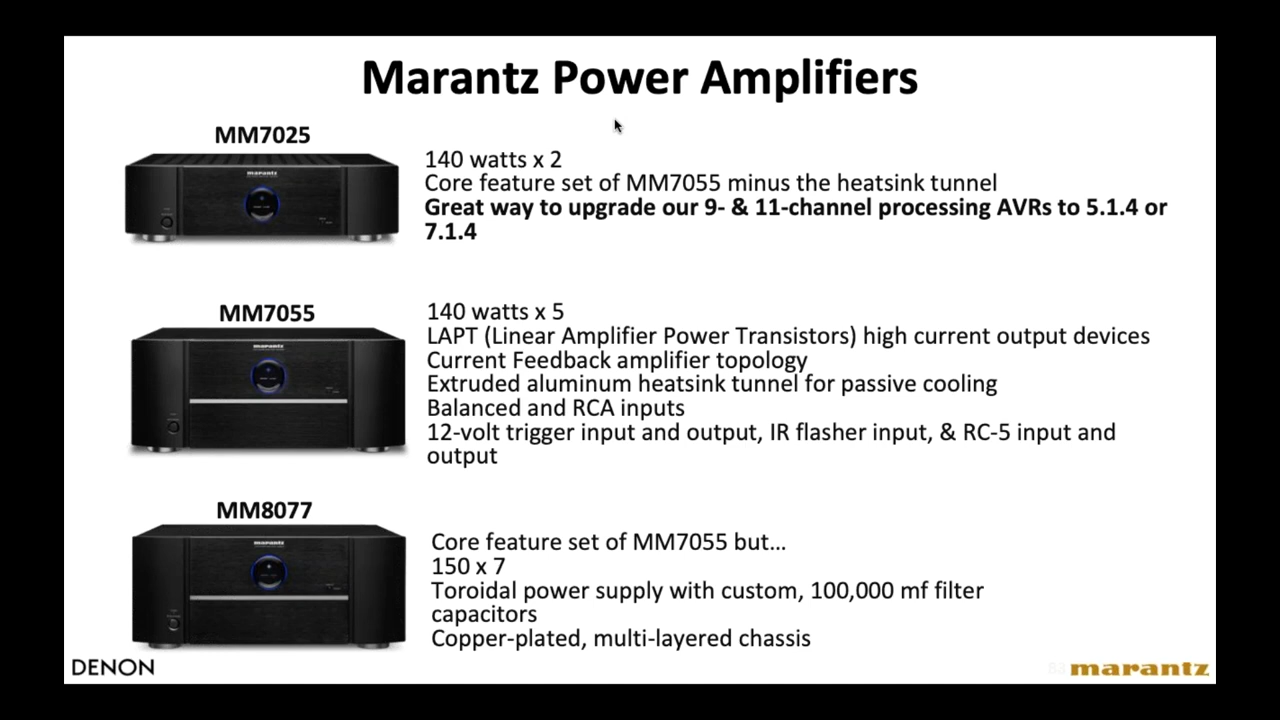 Marantz Power Amplifiers
MM7025
marantz
140 watts x 2
Core feature set of MM7055 minus the heatsink tunnel
Great way to upgrade our 9- & 11-channel processing AVRs to 5.1.4 or
7.1.4
MM7055
marantz
140 watts x 5
LAPT (Linear Amplifier Power Transistors) high current output devices
Current Feedback amplifier topology
Extruded aluminum heatsink tunnel for passive cooling
Balanced and RCA inputs
12-volt trigger input and output, IR flasher input, & RC-5 input and
output
MM8077
marantz
Core feature set of MM7055 but...
150 x 7
Toroidal power supply with custom, 100,000 mf filter
capacitors
Copper-plated, multi-layered chassis
DENON
marantz